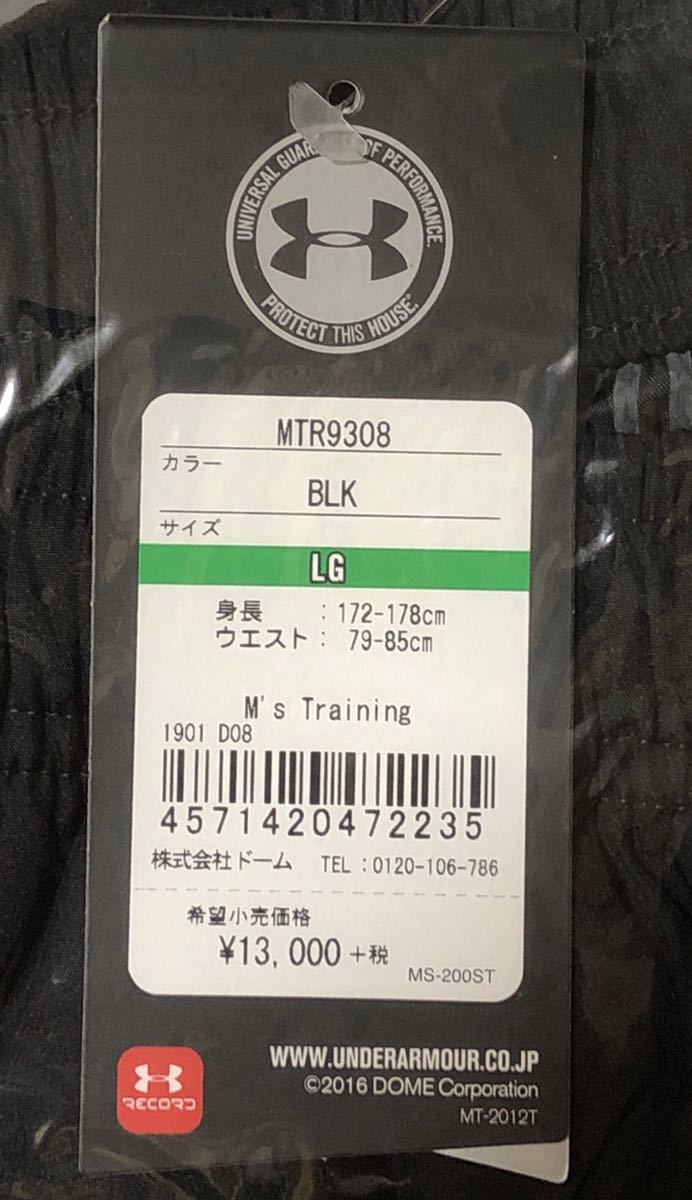 UNIVERSAL GUAR OF PERFORMANCE.
PROTECT THIS HOUSE.®
MTR9308
カラー
BLK
サイズ
LG
身長 : 172-178cm
ウエスト : 79-85cm
M's Training
1901 D08
4571420472235
株式会社ドーム TEL:0120-106-786
希望小売価格
¥13,000 +税
MS-200ST
WWW.UNDERARMOUR.CO.JP
©2016 DOME Corporation
MT-2012T
RECORD